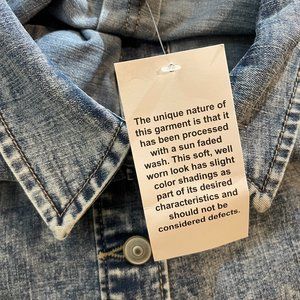 The unique nature of
this garment is that it
has been processed
with a sun faded
wash. This soft, well
worn look has slight
color shadings as
part of its desired
characteristics and
should not be
considered defects.